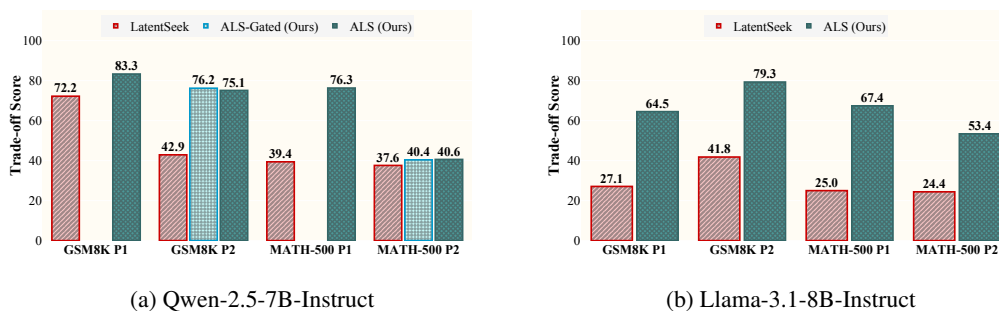 LatentSeek ALS-Gated (Ours) ALS (Ours)
Trade-off Score
100
80
60
40
20
0
72.2 83.3
42.9 76.2 75.1
39.4 76.3
37.6 40.4 40.6
GSM8K P1 GSM8K P2 MATH-500 P1 MATH-500 P2
(a) Qwen-2.5-7B-Instruct
LatentSeek ALS (Ours)
Trade-off Score
100
80
60
40
20
0
27.1 64.5
41.8 79.3
25.0 67.4
24.4 53.4
GSM8K P1 GSM8K P2 MATH-500 P1 MATH-500 P2
(b) Llama-3.1-8B-Instruct